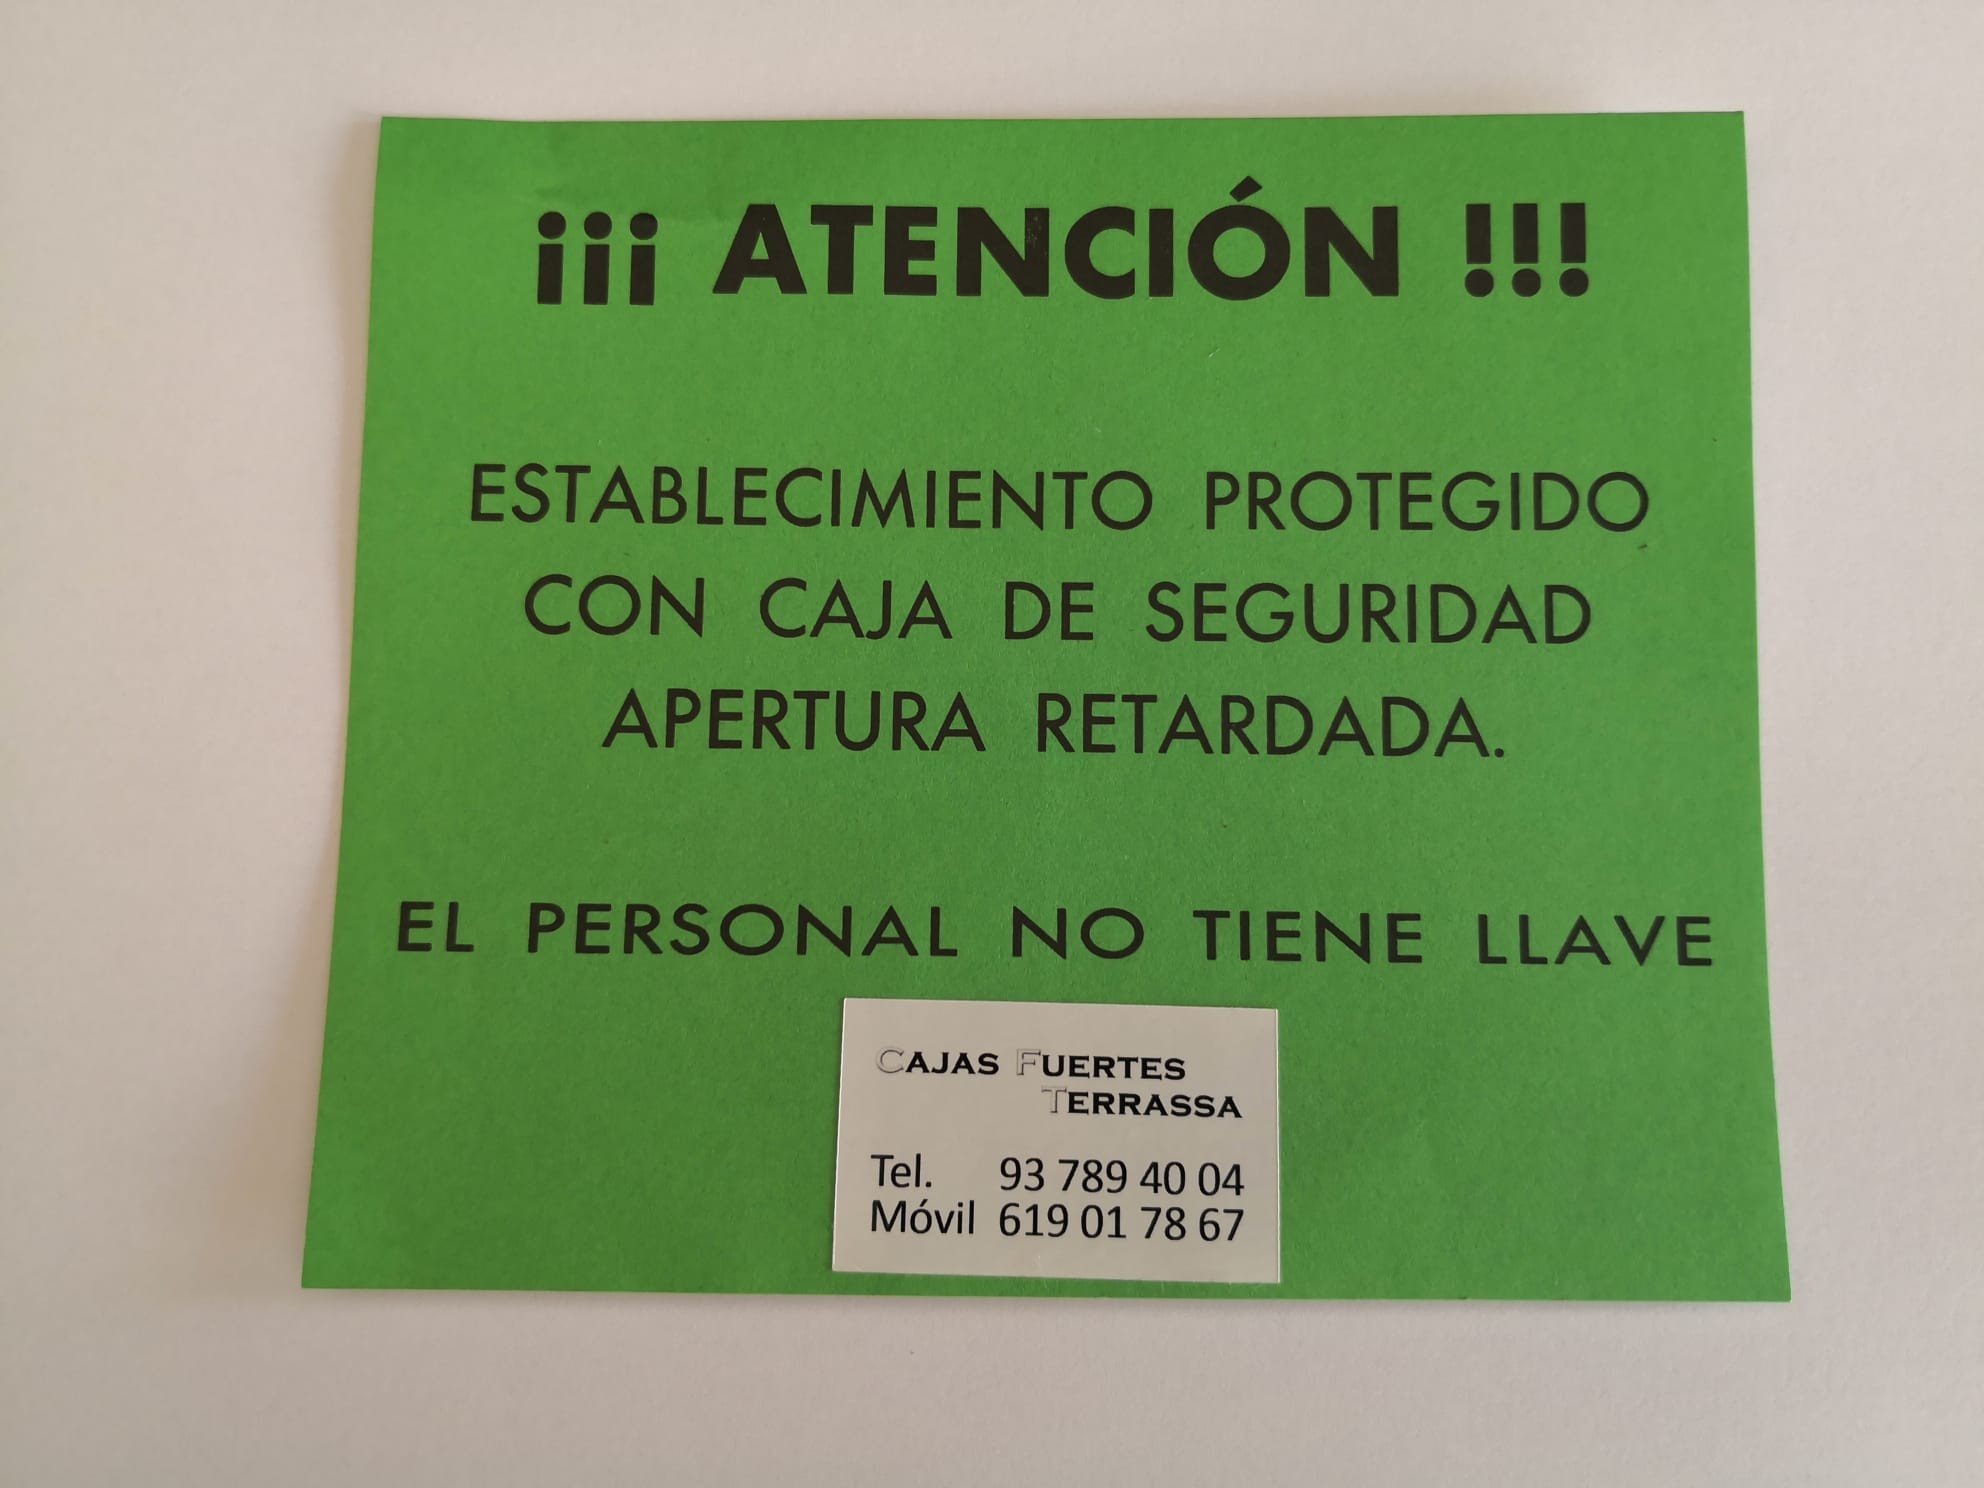 ¡¡¡ ATENCIÓN !!!
ESTABLECIMIENTO PROTEGIDO
CON CAJA DE SEGURIDAD
APERTURA RETARDADA.
EL PERSONAL NO TIENE LLAVE
CAJAS FUERTES
TERRASSA
Tel. 93 789 40 04
Móvil 619 01 78 67